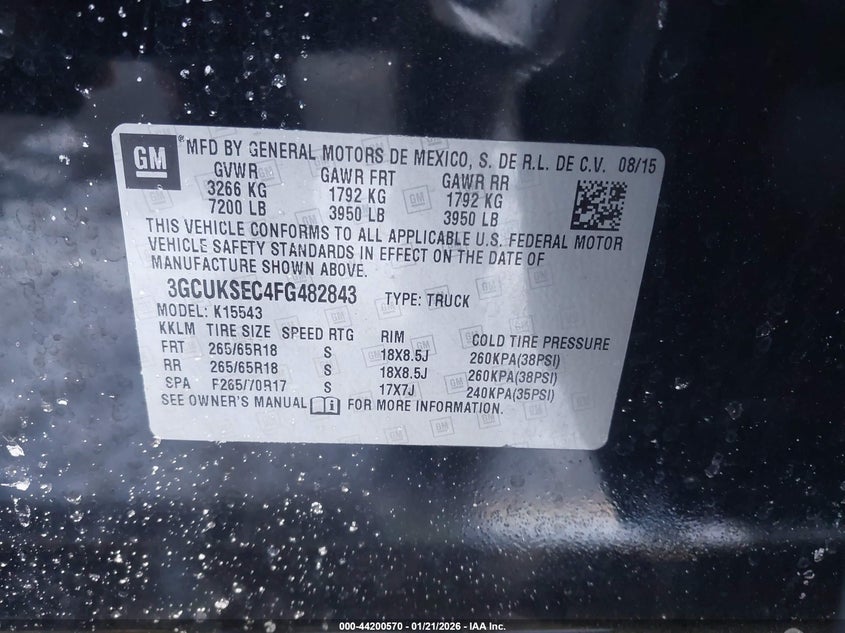 GM
®MFD BY GENERAL MOTORS DE MEXICO, S. DE R.L. DE C.V. 08/15
GVWR GAWR FRT GAWR RR
3266 KG 1792 KG 1792 KG
7200 LB 3950 LB 3950 LB
THIS VEHICLE CONFORMS TO ALL APPLICABLE U.S. FEDERAL MOTOR
VEHICLE SAFETY STANDARDS IN EFFECT ON THE DATE OF
MANUFACTURE SHOWN ABOVE.
3GCUKSEC4FG482843 TYPE: TRUCK
MODEL: K15543
KKLM TIRE SIZE SPEED RTG RIM COLD TIRE PRESSURE
FRT 265/65R18 S 18X8.5J 260KPA(38PSI)
RR 265/65R18 S 18X8.5J 260KPA(38PSI)
SPA F265/70R17 S 17X7J 240KPA(35PSI)
SEE OWNER'S MANUAL FOR MORE INFORMATION.
000-44200570 - 01/21/2026 - IAA Inc.